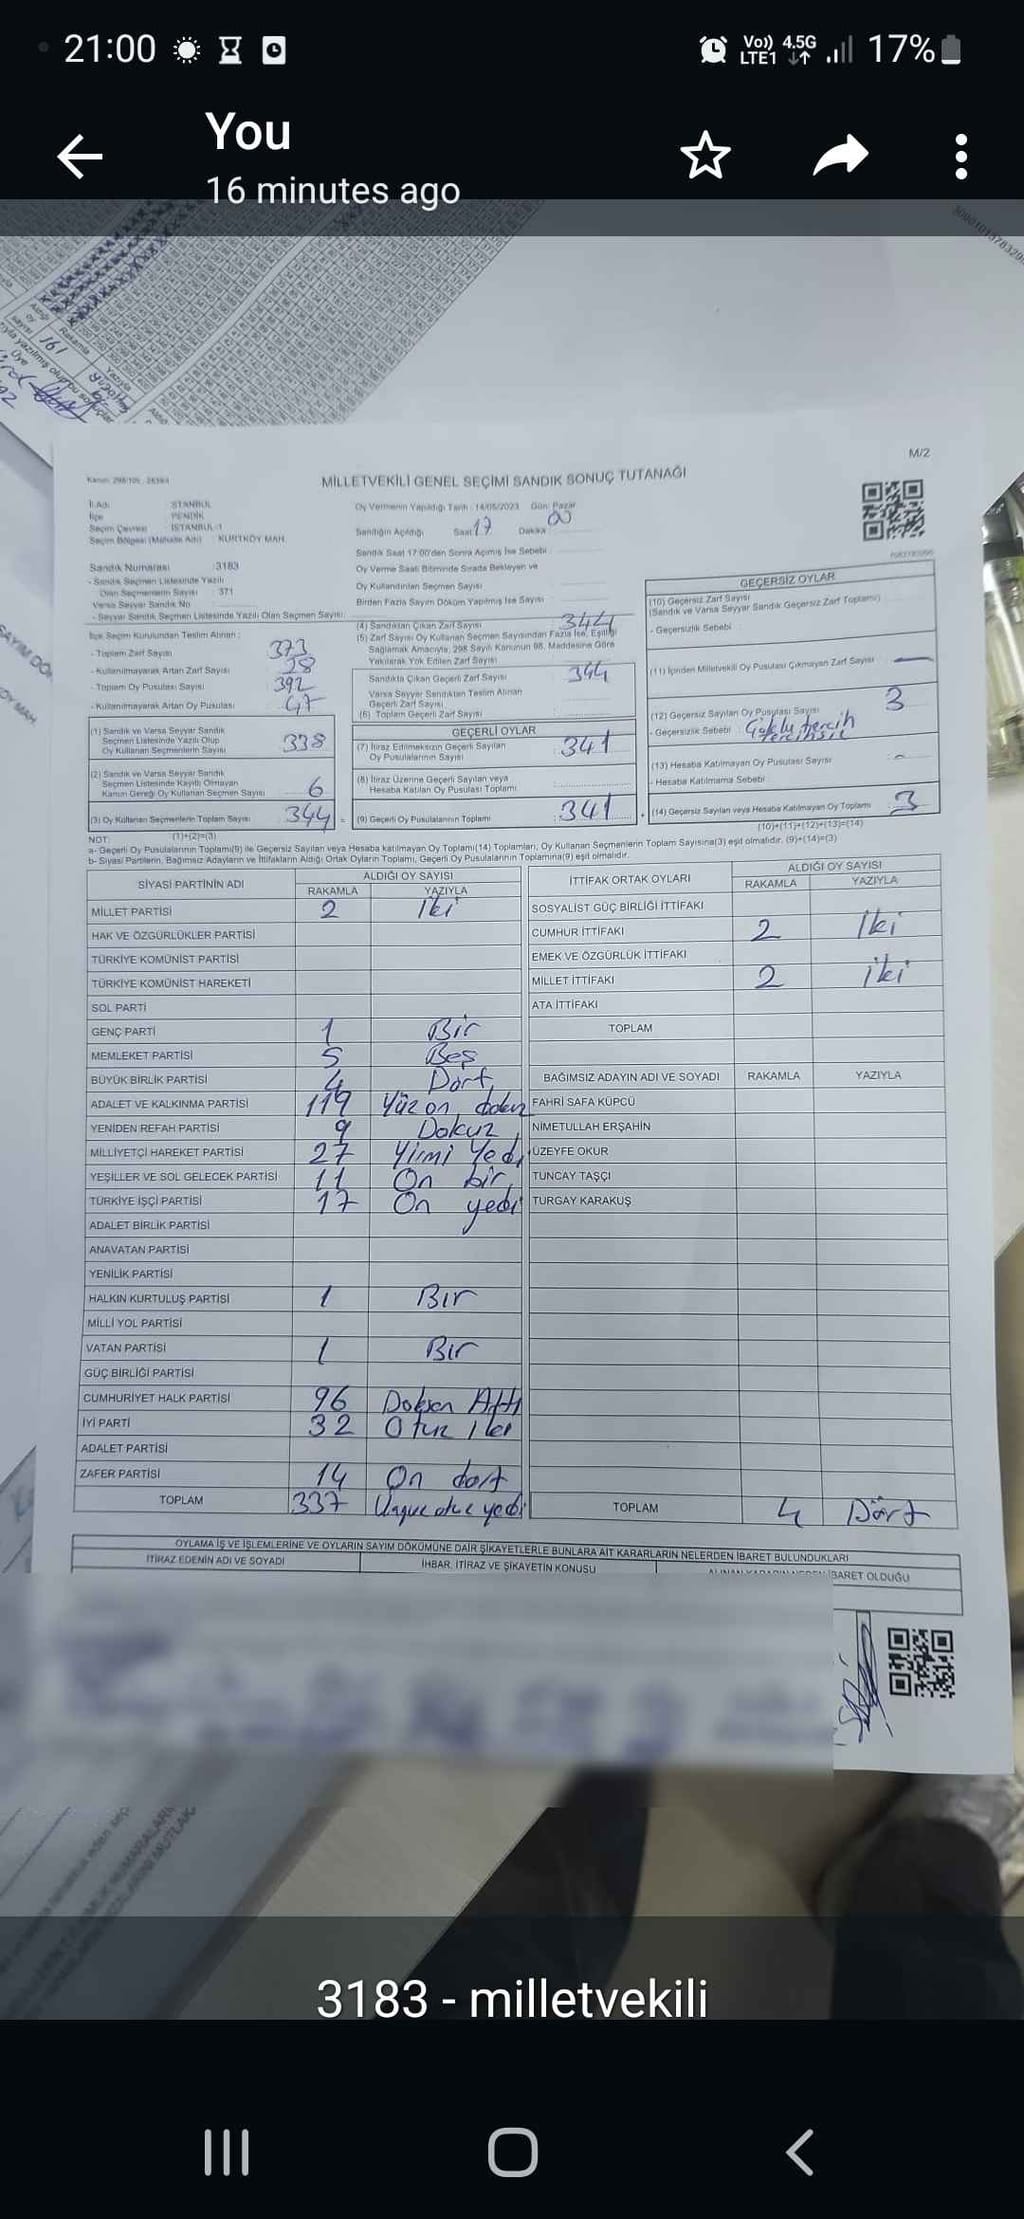 21:00
Vo)) 4.5G
LTE1
17%
You
16 minutes ago
161
M/2
MİLLETVEKİLİ GENEL SEÇİMİ SANDIK SONUÇ TUTANAĞI
İl Adı : İSTANBUL
İlçe : PENDİK
Seçim Çevresi : İSTANBUL-1
Seçim Bölgesi (Mahalle Adı) : KURTKÖY MAH.
Oy Vermenin Yapıldığı Tarih : 14/05/2023 Gün: Pazar
Sandığın Açıldığı Saat 17 Dakika 00
Sandık Saat 17:00'den Sonra Açılmış İse Sebebi
Oy Verme Saati Bitiminde Sırada Bekleyen ve
Oy Kullandırılan Seçmen Sayısı
Birden Fazla Sayım Döküm Yapılmış İse Sayısı
Sandık Numarası : 3183
- Sandık Seçmen Listesinde Yazılı
Olan Seçmenlerin Sayısı : 371
Varsa Seyyar Sandık No
- Seyyar Sandık Seçmen Listesinde Yazılı Olan Seçmen Sayısı:
İlçe Seçim Kurulundan Teslim Alınan :
- Toplam Zarf Sayısı 373
- Kullanılmayarak Artan Zarf Sayısı 28
- Toplam Oy Pusulası Sayısı 392
- Kullanılmayarak Artan Oy Pusulası 47
(1) Sandık ve Varsa Seyyar Sandık
Seçmen Listesinde Yazılı Olup
Oy Kullanan Seçmenlerin Sayısı 338
(2) Sandık ve Varsa Seyyar Sandık
Seçmen Listesinde Kayıtlı Olmayan
Kanun Gereği Oy Kullanan Seçmen Sayısı 6
(3) Oy Kullanan Seçmenlerin Toplam Sayısı 344
(1)+(2)=(3)
(4) Sandıktan Çıkan Zarf Sayısı 344
(5) Zarf Sayısı Oy Kullanan Seçmen Sayısından Fazla İse, Eşitliği
Sağlamak Amacıyla, 298 Sayılı Kanunun 98. Maddesine Göre
Yakılarak Yok Edilen Zarf Sayısı
Sandıkta Çıkan Geçerli Zarf Sayısı 344
Varsa Seyyar Sandıktan Teslim Alınan
Geçerli Zarf Sayısı
(6) Toplam Geçerli Zarf Sayısı
GEÇERLİ OYLAR
(7) İtiraz Edilmeksizin Geçerli Sayılan
Oy Pusulalarının Sayısı 341
(8) İtiraz Üzerine Geçerli Sayılan veya
Hesaba Katılan Oy Pusulası Toplamı
(9) Geçerli Oy Pusulalarının Toplamı : 341
GEÇERSİZ OYLAR
(10) Geçersiz Zarf Sayısı
(Sandık ve Varsa Seyyar Sandık Geçersiz Zarf Toplamı)
- Geçersizlik Sebebi
(11) İçinden Milletvekili Oy Pusulası Çıkmayan Zarf Sayısı —
(12) Geçersiz Sayılan Oy Pusulası Sayısı 3
- Geçersizlik Sebebi : Çoklu tercih
tercihsiz
(13) Hesaba Katılmayan Oy Pusulası Sayısı -
- Hesaba Katılmama Sebebi
(14) Geçersiz Sayılan veya Hesaba Katılmayan Oy Toplamı 3
(10)+(11)+(12)+(13)=(14)
NOT:
a- Geçerli Oy Pusulalarının Toplamı(9) ile Geçersiz Sayılan veya Hesaba katılmayan Oy Toplamı(14) Toplamları, Oy Kullanan Seçmenlerin Toplam Sayısına(3) eşit olmalıdır. (9)+(14)=(3)
b- Siyasi Partilerin, Bağımsız Adayların ve İttifakların Aldığı Ortak Oyların Toplamı, Geçerli Oy Pusulalarının Toplamına(9) eşit olmalıdır.
SİYASİ PARTİNİN ADI ALDIĞI OY SAYISI
RAKAMLA YAZIYLA
MİLLET PARTİSİ 2 İki
HAK VE ÖZGÜRLÜKLER PARTİSİ
TÜRKİYE KOMÜNİST PARTİSİ
TÜRKİYE KOMÜNİST HAREKETİ
SOL PARTİ
GENÇ PARTİ 1 Bir
MEMLEKET PARTİSİ 5 Beş
BÜYÜK BİRLİK PARTİSİ 4 Dört
ADALET VE KALKINMA PARTİSİ 119 Yüz on dokuz
YENİDEN REFAH PARTİSİ 9 Dokuz
MİLLİYETÇİ HAREKET PARTİSİ 27 Yirmi Yedi
YEŞİLLER VE SOL GELECEK PARTİSİ 11 On bir
TÜRKİYE İŞÇİ PARTİSİ 17 On yedi
ADALET BİRLİK PARTİSİ
ANAVATAN PARTİSİ
YENİLİK PARTİSİ
HALKIN KURTULUŞ PARTİSİ 1 Bır
MİLLİ YOL PARTİSİ
VATAN PARTİSİ 1 Bır
GÜÇ BİRLİĞİ PARTİSİ
CUMHURİYET HALK PARTİSİ 96 Doksan Altı
İYİ PARTİ 32 Otuz İki
ADALET PARTİSİ
ZAFER PARTİSİ 14 On dört
TOPLAM 337
İTTİFAK ORTAK OYLARI ALDIĞI OY SAYISI
RAKAMLA YAZIYLA
SOSYALİST GÜÇ BİRLİĞİ İTTİFAKI
CUMHUR İTTİFAKI 2 İki
EMEK VE ÖZGÜRLÜK İTTİFAKI
MİLLET İTTİFAKI 2 iki
ATA İTTİFAKI
TOPLAM
BAĞIMSIZ ADAYIN ADI VE SOYADI RAKAMLA YAZIYLA
FAHRİ SAFA KÜPCÜ
NİMETULLAH ERŞAHİN
ÜZEYFE OKUR
TUNCAY TAŞÇI
TURGAY KARAKUŞ
TOPLAM 4 Dört
OYLAMA İŞ VE İŞLEMLERİNE VE OYLARIN SAYIM DÖKÜMÜNE DAİR ŞİKAYETLERLE BUNLARA AİT KARARLARIN NELERDEN İBARET BULUNDUKLARI
İTİRAZ EDENİN ADI VE SOYADI İHBAR, İTİRAZ VE ŞİKAYETİN KONUSU İBARET OLDUĞU
3183 - milletvekili